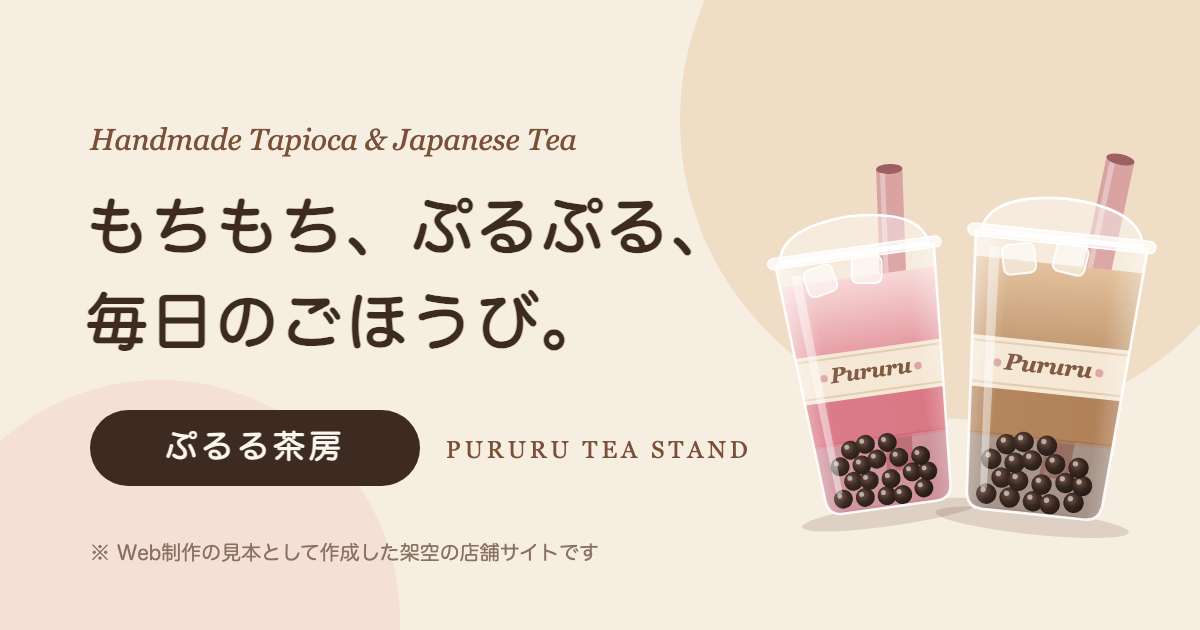 Handmade Tapioca & Japanese Tea
もちもち、ぷるぷる、
毎日のごほうび。
ぷるる茶房
PURURU TEA STAND
※ Web制作の見本として作成した架空の店舗サイトです
Pururu
Pururu